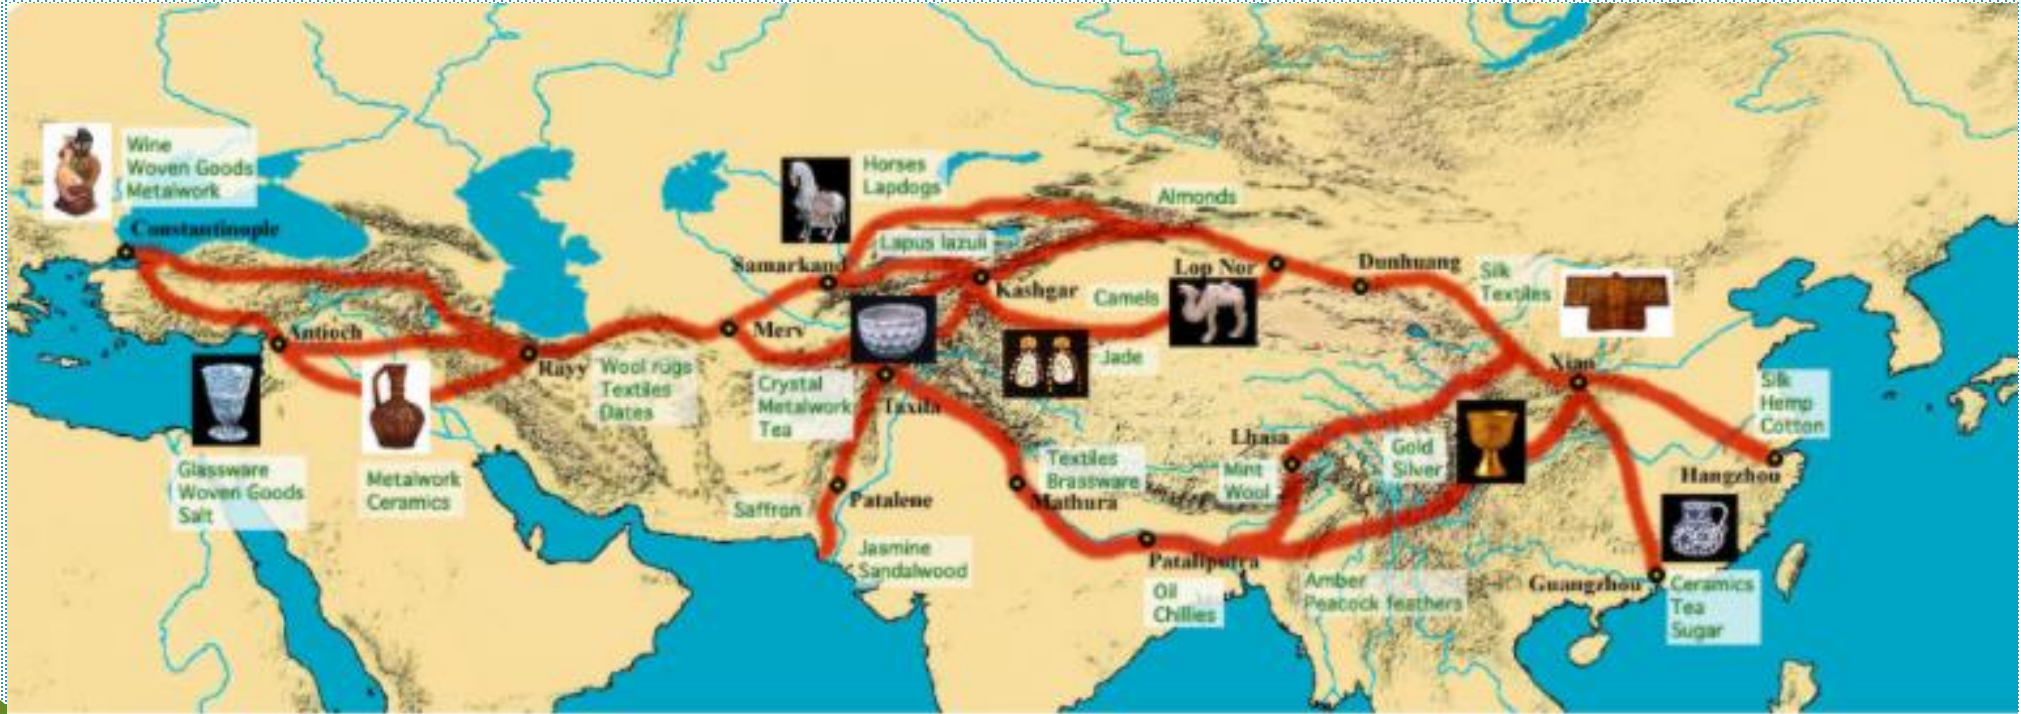 Wine
Woven Goods
Metalwork
Constantinople
Antioch
Glassware
Woven Goods
Salt
Metalwork
Ceramics
Rayy
Wool rugs
Textiles
Dates
Merv
Samarkand
Horses
Lapdogs
Lapus lazuli
Almonds
Kashgar
Camels
Lop Nor
Jade
Dunhuang
Silk
Textiles
Crystal
Metalwork
Tea
Taxila
Saffron
Patalene
Jasmine
Sandalwood
Textiles
Brassware
Mathura
Pataliputra
Oil
Chillies
Lhasa
Mint
Wool
Gold
Silver
Amber
Peacock feathers
Xian
Silk
Hemp
Cotton
Hangzhou
Guangzhou
Ceramics
Tea
Sugar